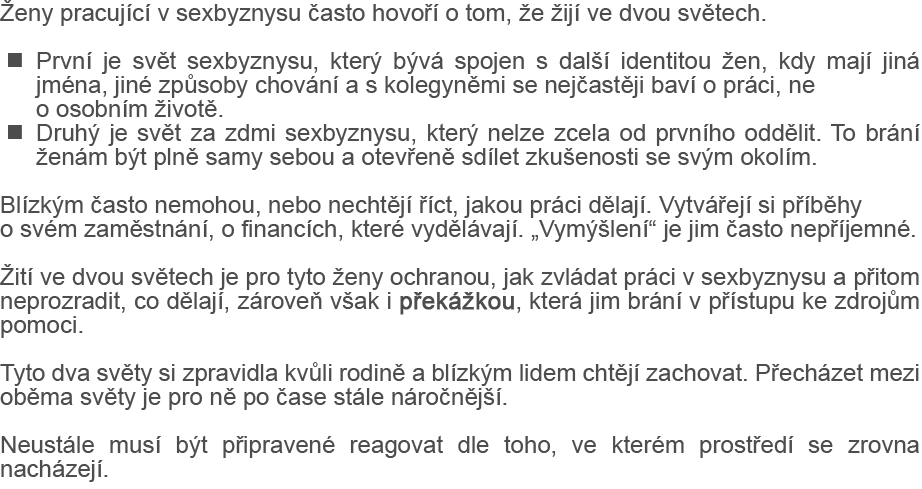 Ženy pracující v sexbyznysu často hovoří o tom, že žijí ve dvou světech.
■ První je svět sexbyznysu, který bývá spojen s další identitou žen, kdy mají jiná
jména, jiné způsoby chování a s kolegyněmi se nejčastěji baví o práci, ne
o osobním životě.
■ Druhý je svět za zdmi sexbyznysu, který nelze zcela od prvního oddělit. To brání
ženám být plně samy sebou a otevřeně sdílet zkušenosti se svým okolím.
Blízkým často nemohou, nebo nechtějí říct, jakou práci dělají. Vytvářejí si příběhy
o svém zaměstnání, o financích, které vydělávají. „Vymýšlení“ je jim často nepříjemné.
Žití ve dvou světech je pro tyto ženy ochranou, jak zvládat práci v sexbyznysu a přitom
neprozradit, co dělají, zároveň však i překážkou, která jim brání v přístupu ke zdrojům
pomoci.
Tyto dva světy si zpravidla kvůli rodině a blízkým lidem chtějí zachovat. Přecházet mezi
oběma světy je pro ně po čase stále náročnější.
Neustále musí být připravené reagovat dle toho, ve kterém prostředí se zrovna
nacházejí.